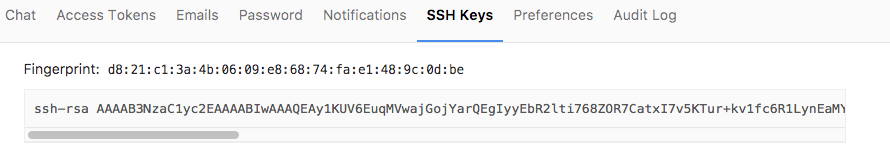 Chat Access Tokens Emails Password Notifications SSH Keys Preferences Audit Log
Fingerprint: d8:21:c1:3a:4b:06:09:e8:68:74:fa:e1:48:9c:0d:be
ssh-rsa AAAAB3NzaC1yc2EAAAABIwAAAQEAy1KUV6EuqMVwajGojYarQEgIyyEbR2lti768ZOR7CatxI7v5KTur+kv1fc6R1LynEaMY